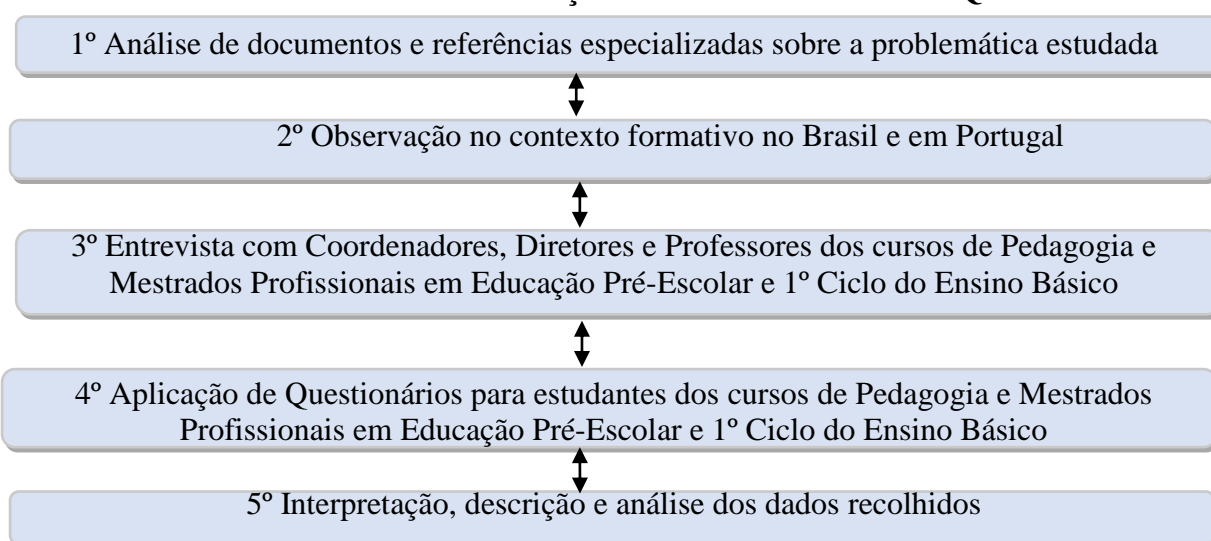 1º Análise de documentos e referências especializadas sobre a problemática estudada
2º Observação no contexto formativo no Brasil e em Portugal
3º Entrevista com Coordenadores, Diretores e Professores dos cursos de Pedagogia e
Mestrados Profissionais em Educação Pré-Escolar e 1º Ciclo do Ensino Básico
4º Aplicação de Questionários para estudantes dos cursos de Pedagogia e Mestrados
Profissionais em Educação Pré-Escolar e 1º Ciclo do Ensino Básico
5º Interpretação, descrição e análise dos dados recolhidos